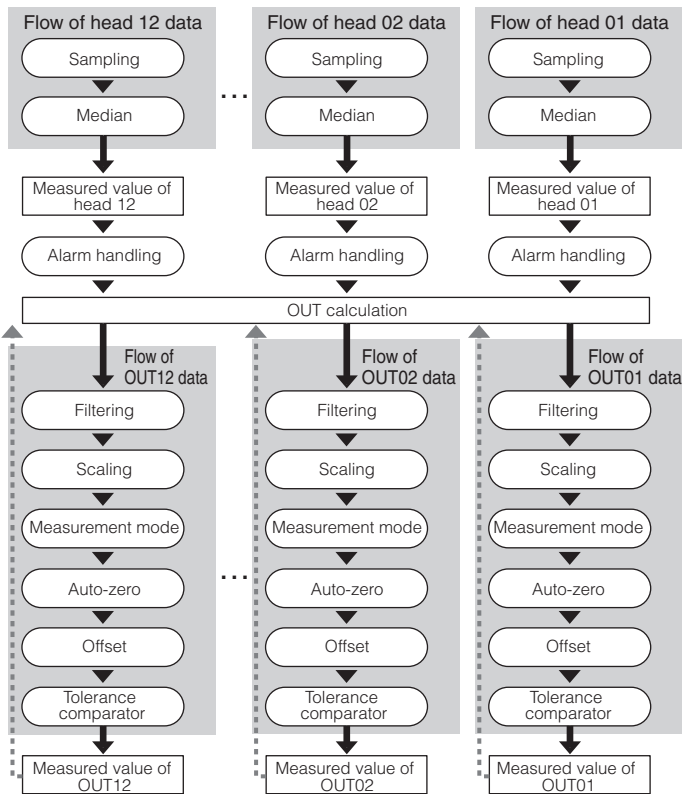 Flow of head 12 data
Sampling
Median
Measured value of
head 12
Alarm handling
...
Flow of head 02 data
Sampling
Median
Measured value of
head 02
Alarm handling
Flow of head 01 data
Sampling
Median
Measured value of
head 01
Alarm handling
OUT calculation
Flow of
OUT12 data
Filtering
Scaling
Measurement mode
Auto-zero
Offset
Tolerance
comparator
Measured value of
OUT12
...
Flow of
OUT02 data
Filtering
Scaling
Measurement mode
Auto-zero
Offset
Tolerance
comparator
Measured value of
OUT02
Flow of
OUT01 data
Filtering
Scaling
Measurement mode
Auto-zero
Offset
Tolerance
comparator
Measured value of
OUT01